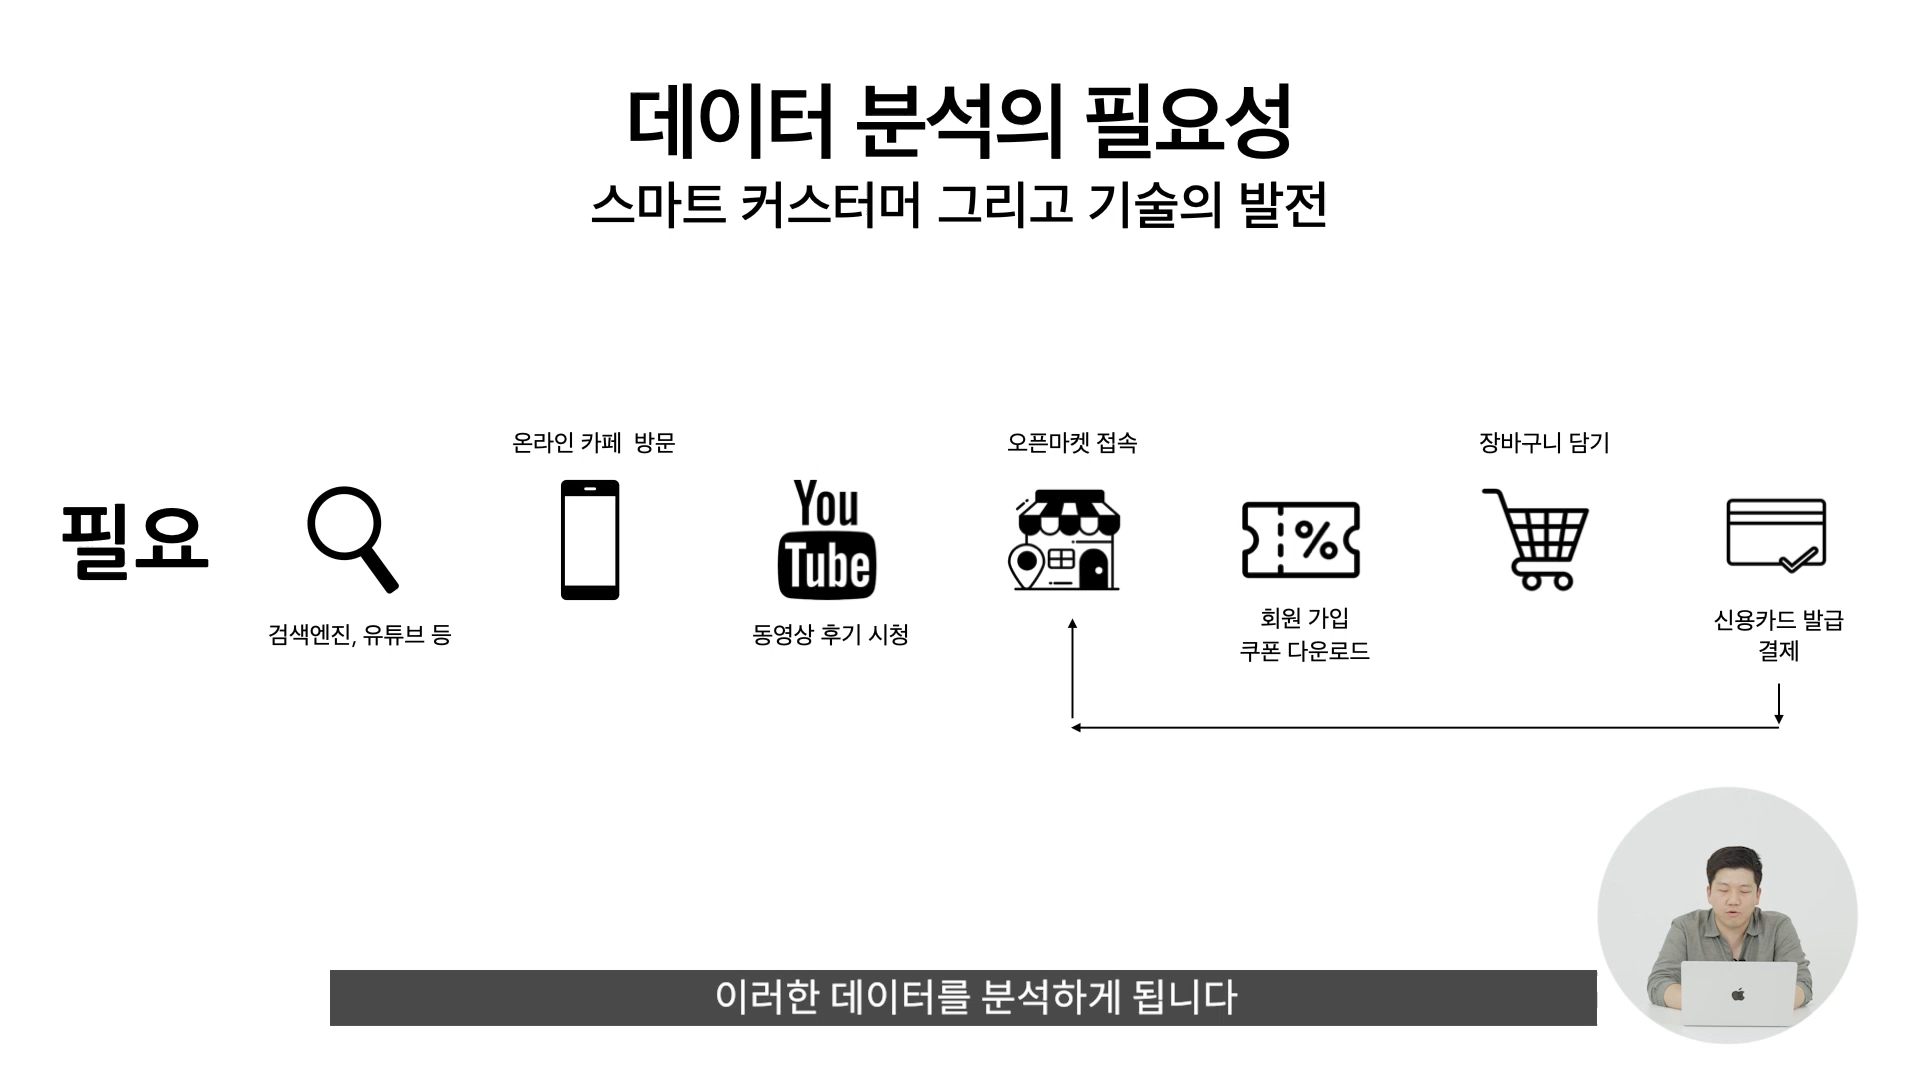 데이터 분석의 필요성
스마트 커스터머 그리고 기술의 발전
필요
검색엔진, 유튜브 등
온라인 카페 방문
You
Tube
동영상 후기 시청
오픈마켓 접속
%
회원 가입
쿠폰 다운로드
장바구니 담기
신용카드 발급
결제
이러한 데이터를 분석하게 됩니다